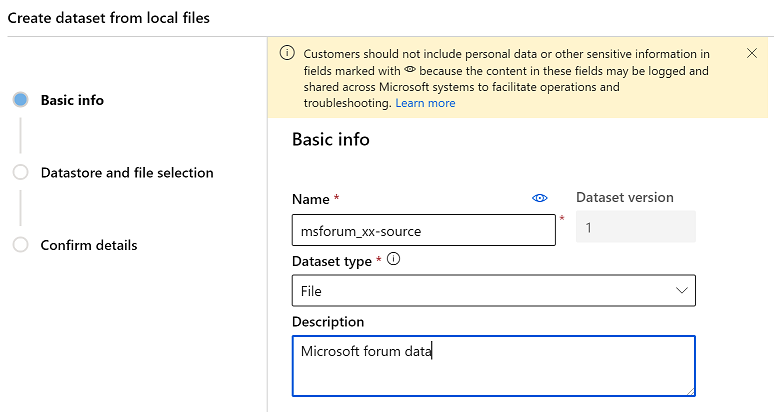 Create dataset from local files
Customers should not include personal data or other sensitive information in
fields marked with because the content in these fields may be logged and
shared across Microsoft systems to facilitate operations and
troubleshooting. Learn more
Basic info
Datastore and file selection
Confirm details
Basic info
Name *
Dataset version
msforum_xx-source
*
1
Dataset type *
File
Description
Microsoft forum data